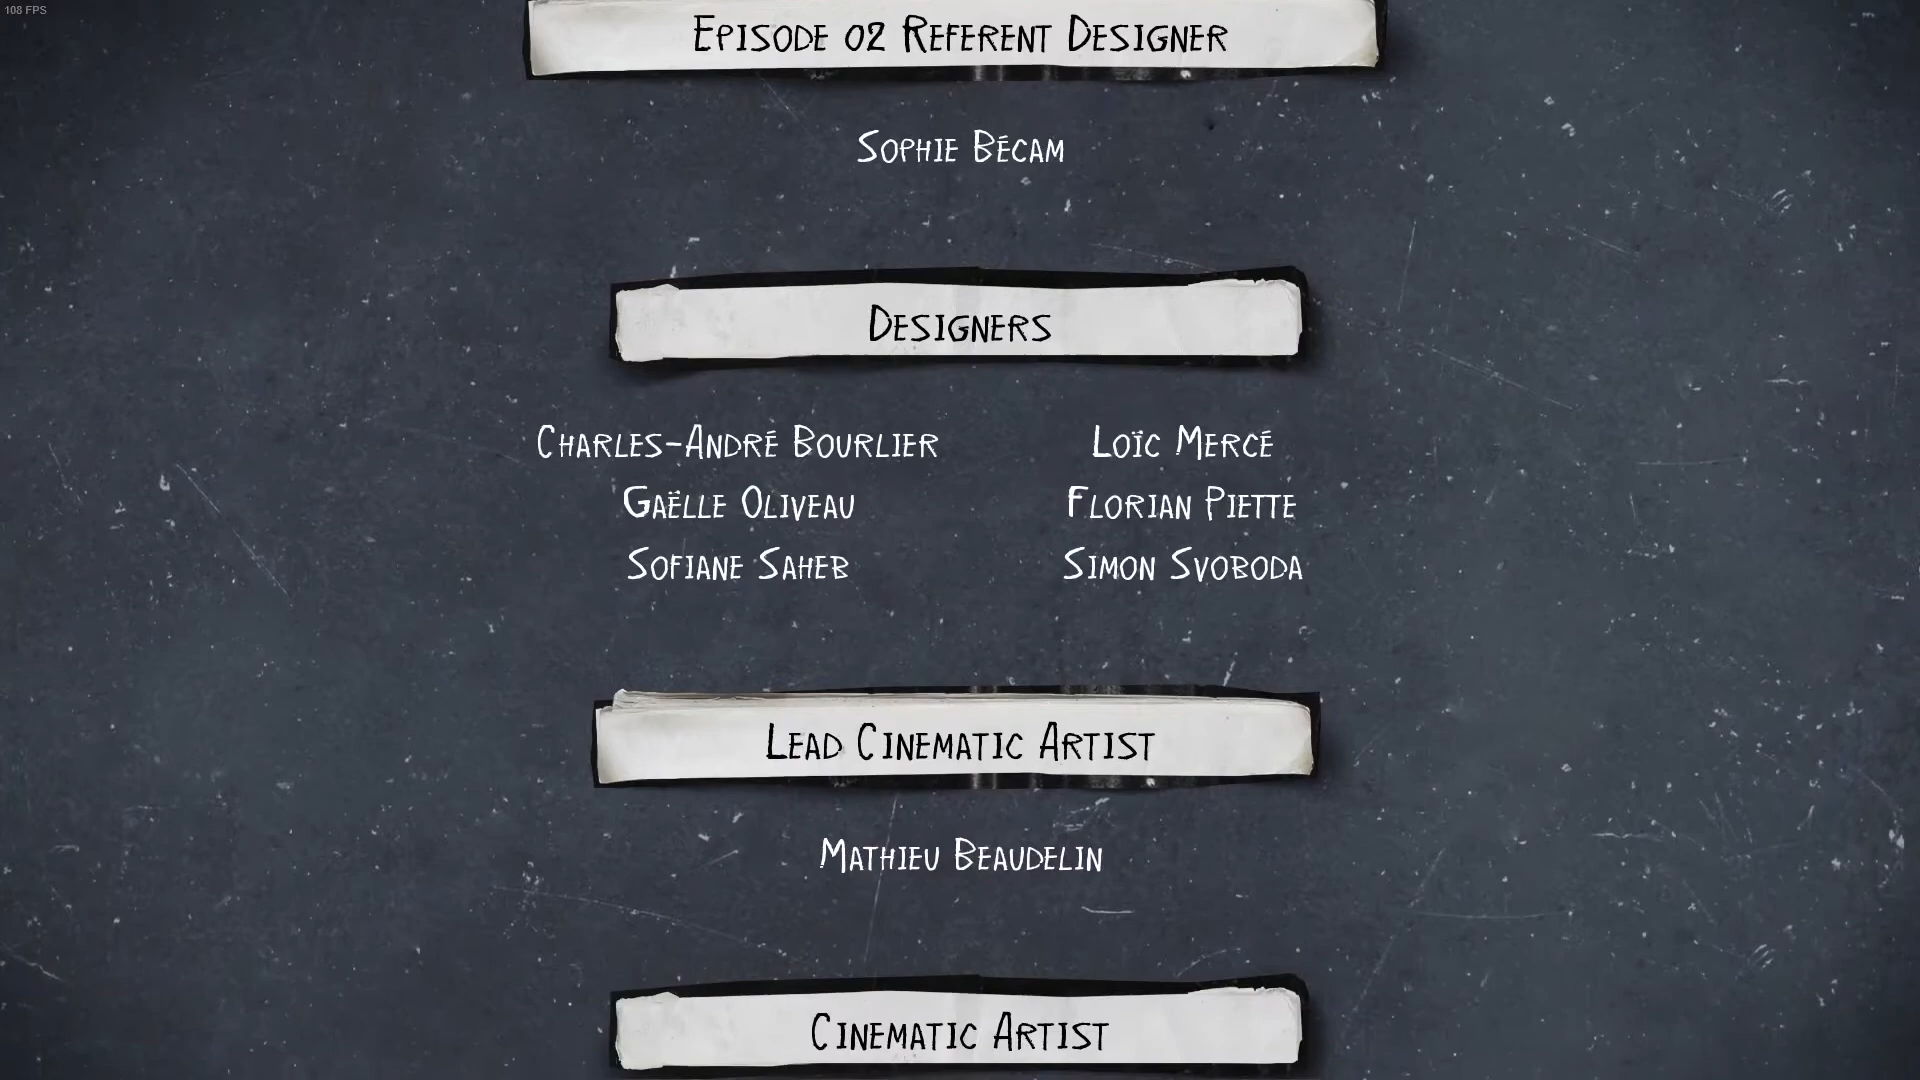 108 FPS
Episode 02 Referent Designer
Sophie Bécam
Designers
Charles-André Bourlier
Loïc Mercé
Gaëlle Oliveau
Florian Piette
Sofiane Saheb
Simon Svoboda
Lead Cinematic Artist
Mathieu Beaudelin
Cinematic Artist